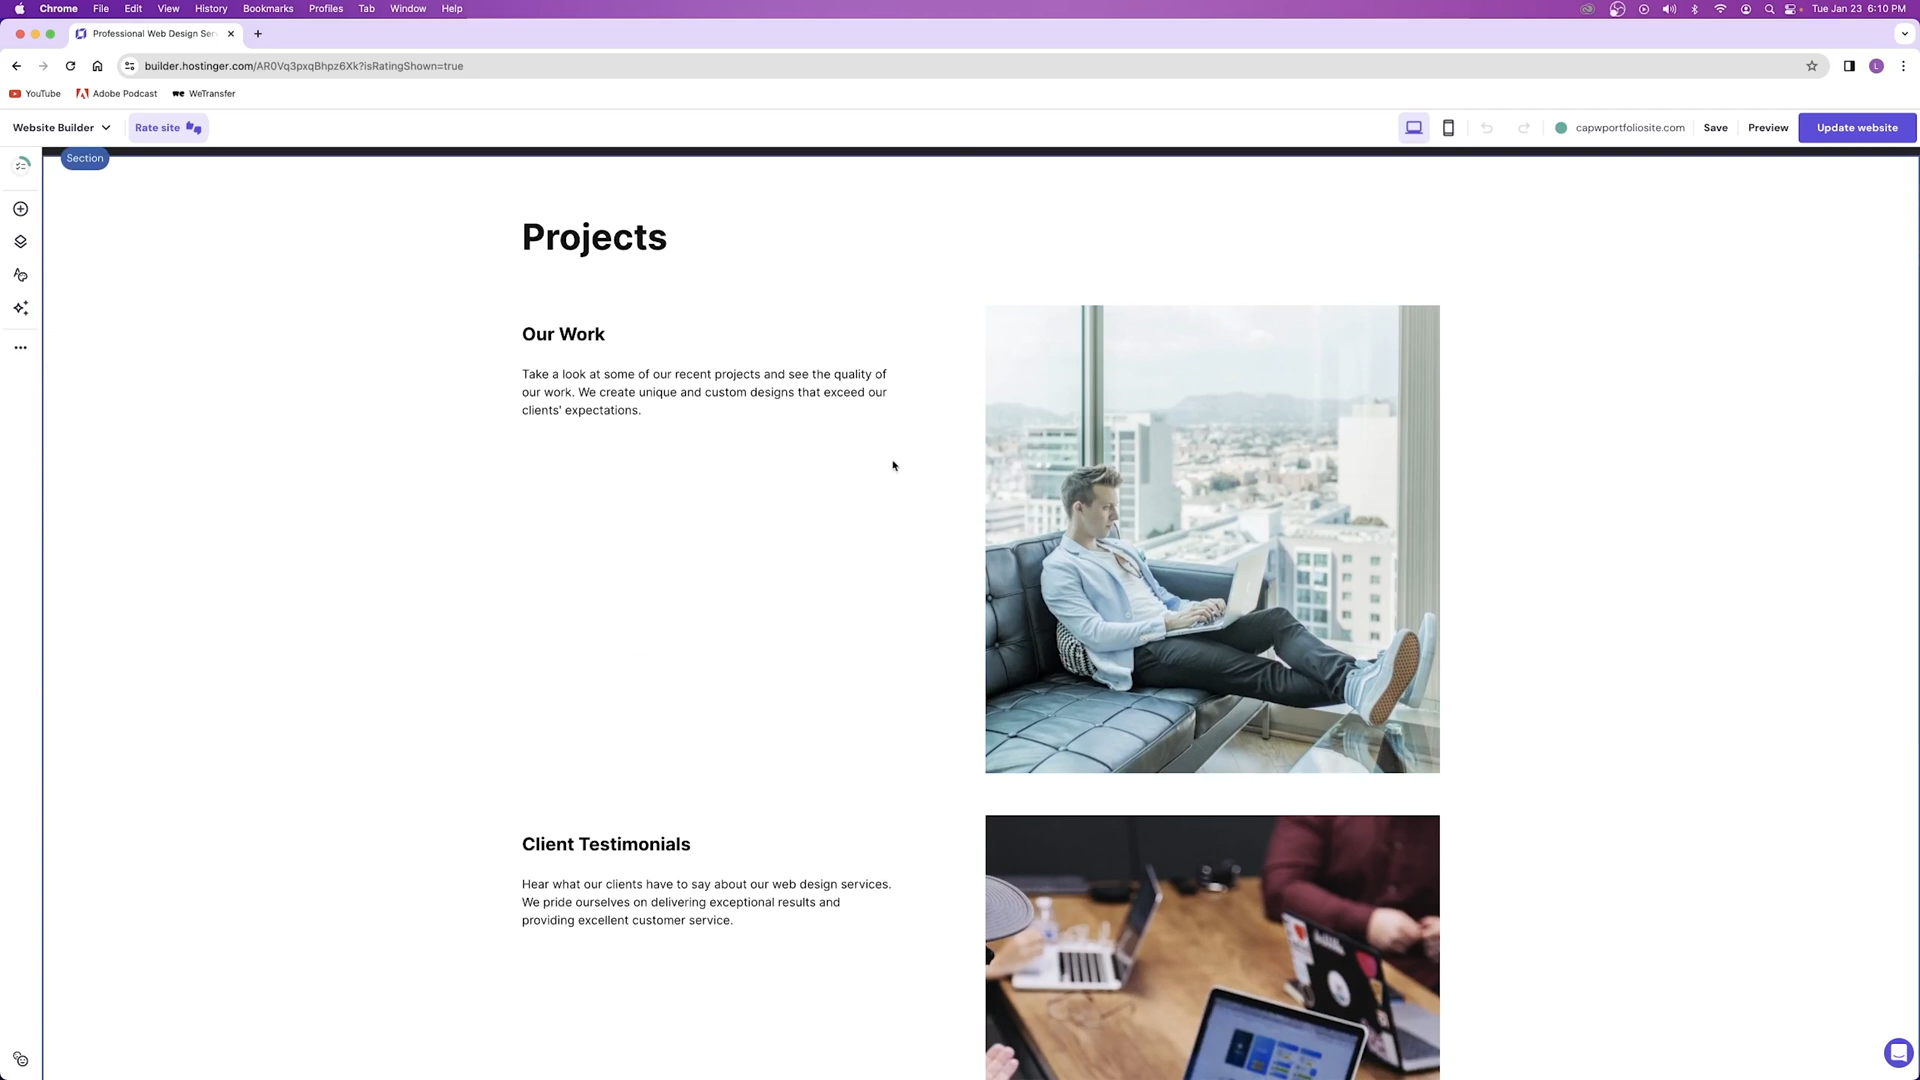 Chrome File Edit View History Bookmarks Profiles Tab Window Help
Tue Jan 23 6:10 PM
Professional Web Design Ser
builder.hostinger.com/AR0Vq3pxqBhpz6Xk?isRatingShown=true
L
YouTube Adobe Podcast WeTransfer
Website Builder Rate site capwportfoliosite.com Save Preview Update website
Section
Projects
Our Work
Take a look at some of our recent projects and see the quality of
our work. We create unique and custom designs that exceed our
clients' expectations.
Client Testimonials
Hear what our clients have to say about our web design services.
We pride ourselves on delivering exceptional results and
providing excellent customer service.